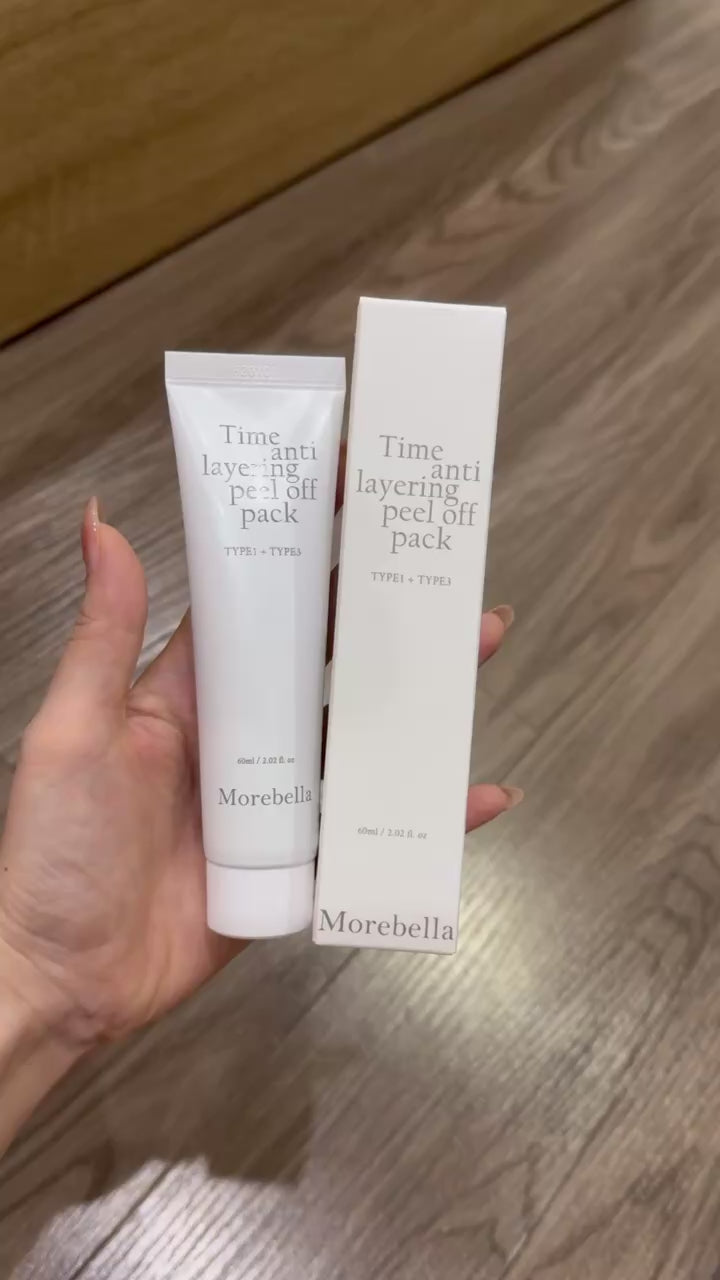 Time
anti
layering
peel off
pack
TYPE1 + TYPE3
60ml / 2.02 fl. oz
Morebella
Time
anti
layering
peel off
pack
TYPE1 + TYPE3
60ml / 2.02 fl. oz
Morebella